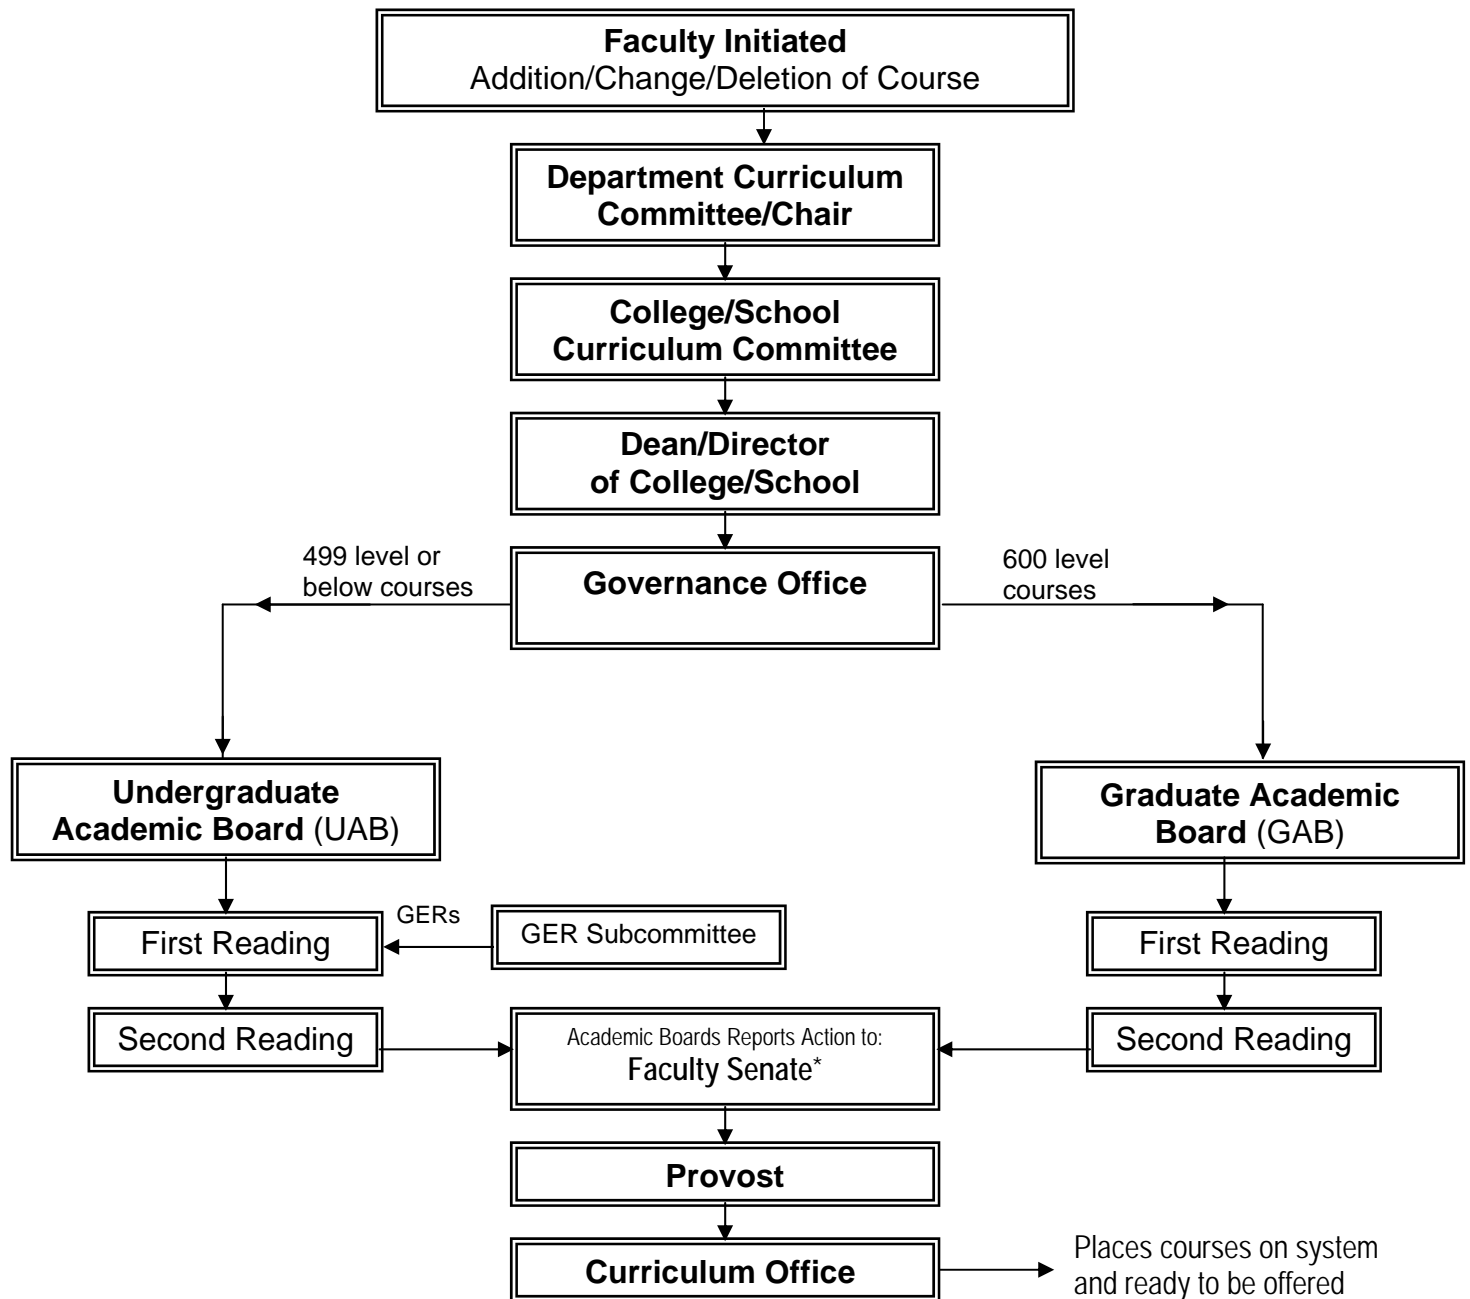 Faculty Initiated
Addition/Change/Deletion of Course
Department Curriculum
Committee/Chair
College/School
Curriculum Committee
Dean/Director
of College/School
499 level or
below courses
Governance Office
600 level
courses
Undergraduate
Academic Board (UAB)
Graduate Academic
Board (GAB)
First Reading
GERs
GER Subcommittee
First Reading
Second Reading
Academic Boards Reports Action to:
Faculty Senate*
Second Reading
Provost
Curriculum Office
Places courses on system
and ready to be offered